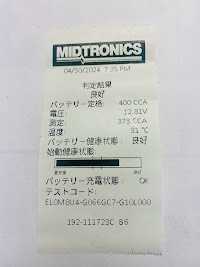 MIDTRONICS
04/30/2024 7:35 PM
判定結果
良好
バッテリー定格: 400 CCA
電圧: 12.81V
測定: 373 CCA
温度: 31 °C
バッテリー健康状態: 良好
始動健康状態:
バッテリー充電状態: OK
テストコード:
EL0M8U4-G066GC7-G10L000
192-111723C B6